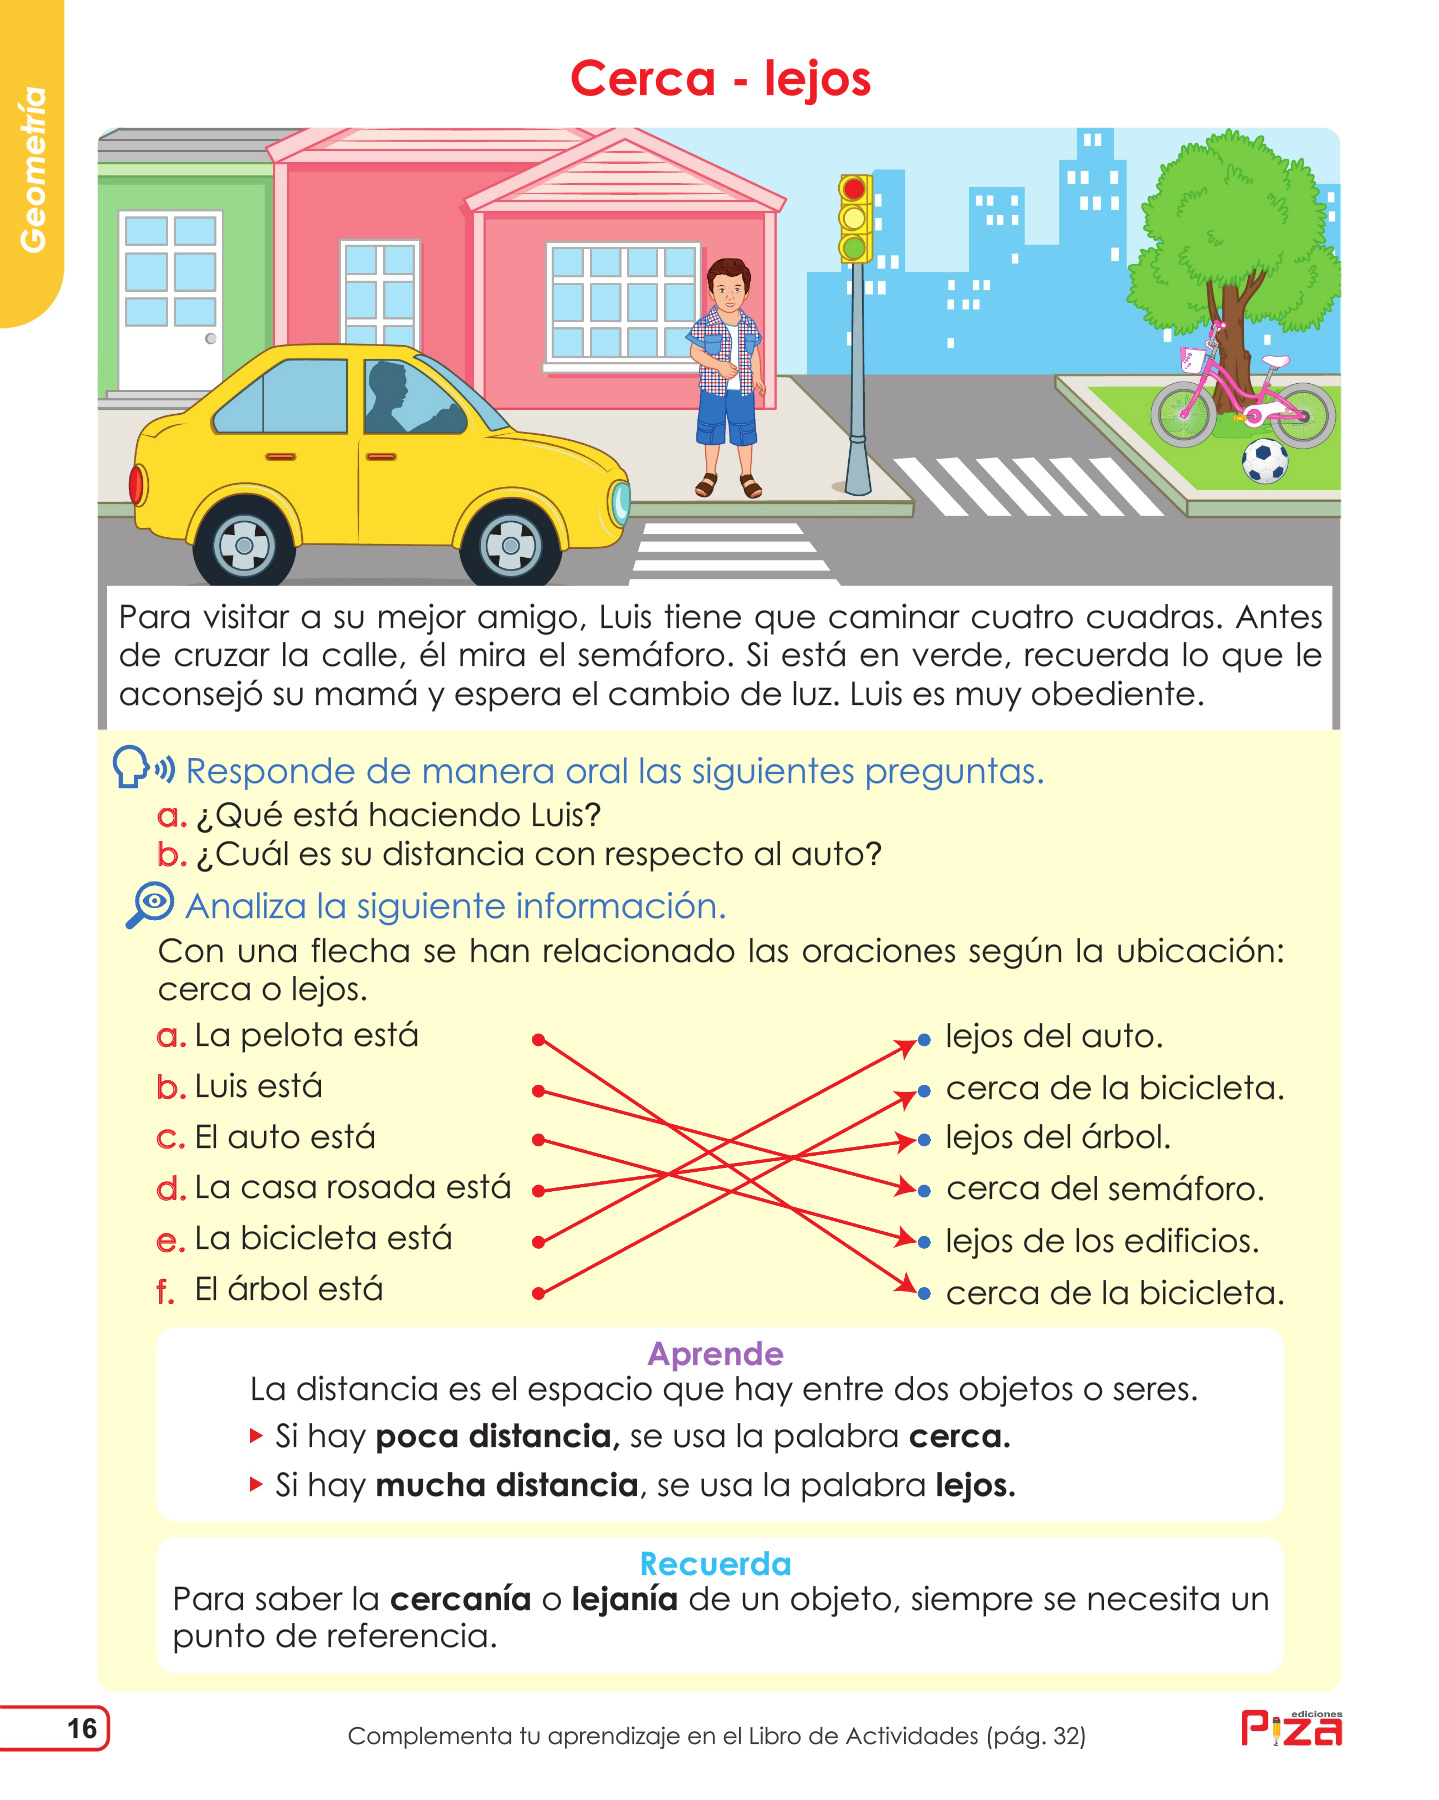 Geometría
Cerca - lejos
Para visitar a su mejor amigo, Luis tiene que caminar cuatro cuadras. Antes
de cruzar la calle, él mira el semáforo. Si está en verde, recuerda lo que le
aconsejó su mamá y espera el cambio de luz. Luis es muy obediente.
Responde de manera oral las siguientes preguntas.
a. ¿Qué está haciendo Luis?
b. ¿Cuál es su distancia con respecto al auto?
Analiza la siguiente información.
Con una flecha se han relacionado las oraciones según la ubicación:
cerca o lejos.
a. La pelota está
lejos del auto.
b. Luis está
cerca de la bicicleta.
c. El auto está
lejos del árbol.
d. La casa rosada está
cerca del semáforo.
e. La bicicleta está
lejos de los edificios.
f. El árbol está
cerca de la bicicleta.
Aprende
La distancia es el espacio que hay entre dos objetos o seres.
Si hay poca distancia, se usa la palabra cerca.
Si hay mucha distancia, se usa la palabra lejos.
Recuerda
Para saber la cercanía o lejanía de un objeto, siempre se necesita un
punto de referencia.
16
Complementa tu aprendizaje en el Libro de Actividades (pág. 32)
ediciones
Piza